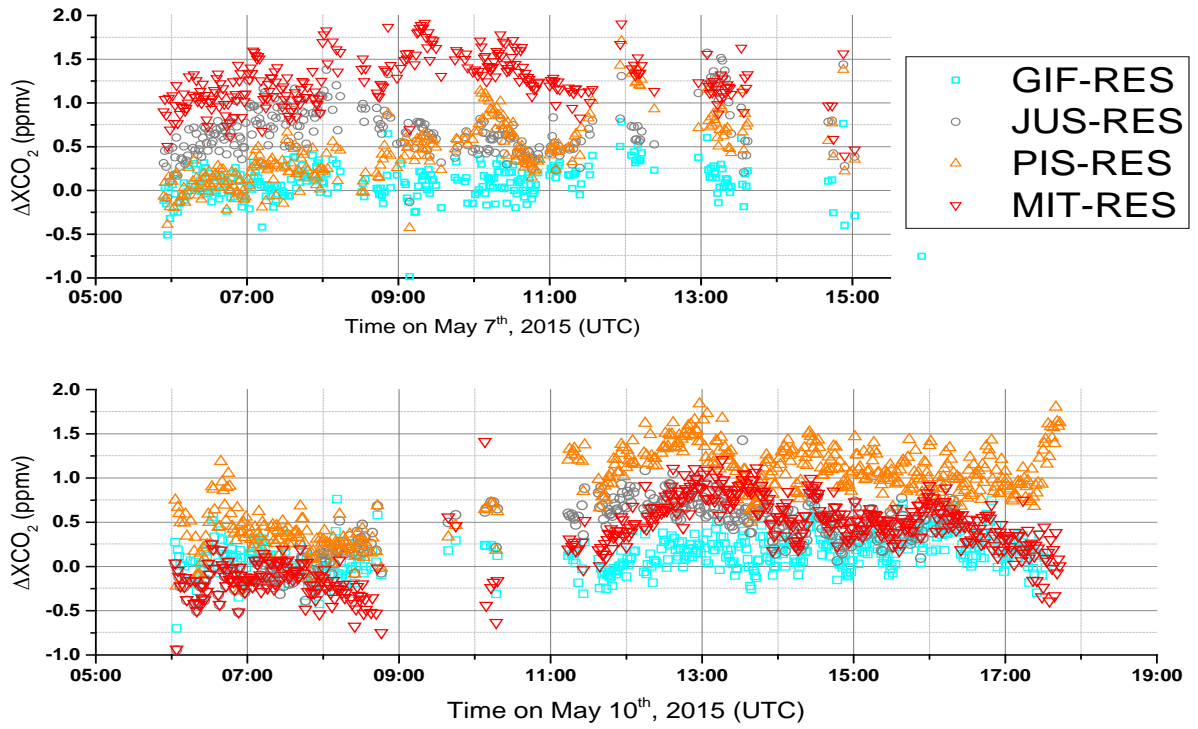 2.0
1.5
1.0
0.5
0.0
-0.5
-1.0
ΔXCO₂ (ppmv)
05:00 07:00 09:00 11:00 13:00 15:00
Time on May 7th, 2015 (UTC)
GIF-RES
JUS-RES
PIS-RES
MIT-RES
2.0
1.5
1.0
0.5
0.0
-0.5
-1.0
ΔXCO₂ (ppmv)
05:00 07:00 09:00 11:00 13:00 15:00 17:00 19:00
Time on May 10th, 2015 (UTC)